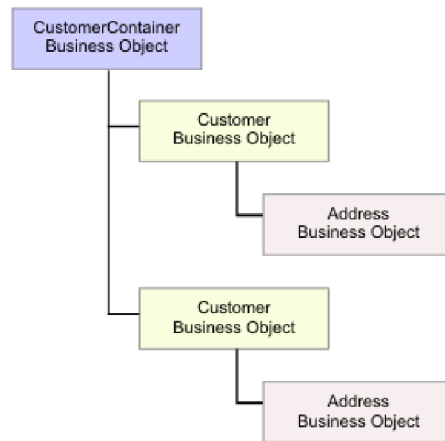 CustomerContainer
Business Object
Customer
Business Object
Address
Business Object
Customer
Business Object
Address
Business Object